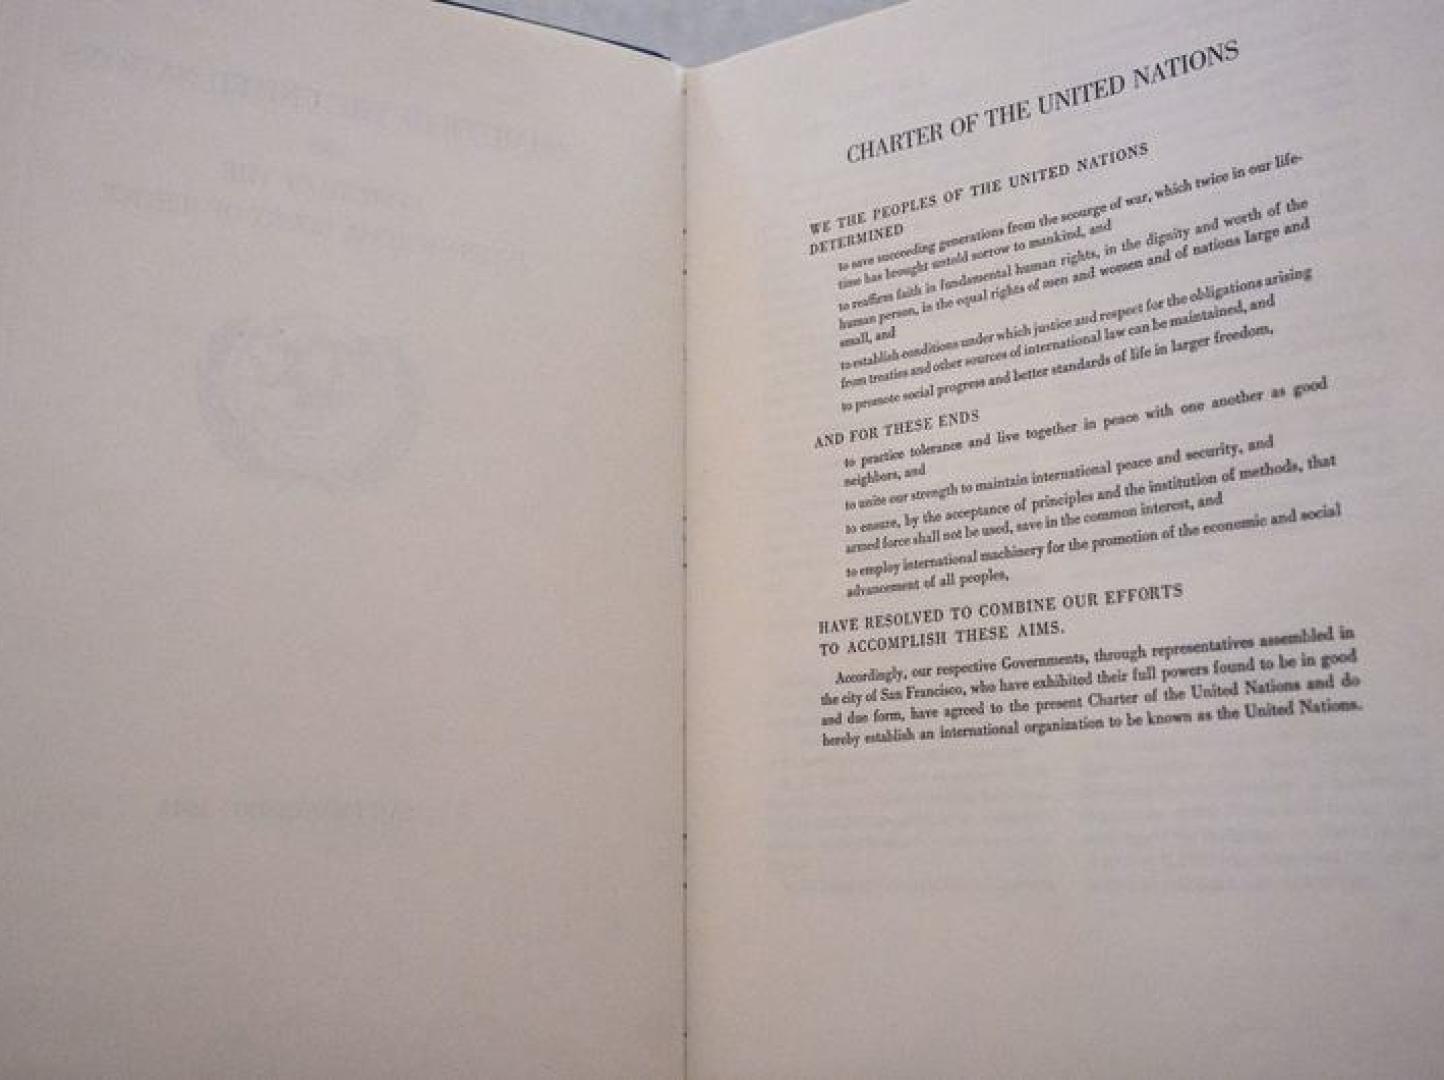 CHARTER OF THE UNITED NATIONS
WE THE PEOPLES OF THE UNITED NATIONS
DETERMINED
to save succeeding generations from the scourge of war, which twice in our life-
time has brought untold sorrow to mankind, and
to reaffirm faith in fundamental human rights, in the dignity and worth of the
human person, in the equal rights of men and women and of nations large and
small, and
to establish conditions under which justice and respect for the obligations arising
from treaties and other sources of international law can be maintained, and
to promote social progress and better standards of life in larger freedom,
AND FOR THESE ENDS
to practice tolerance and live together in peace with one another as good
neighbors, and
to unite our strength to maintain international peace and security, and
to ensure, by the acceptance of principles and the institution of methods, that
armed force shall not be used, save in the common interest, and
to employ international machinery for the promotion of the economic and social
advancement of all peoples,
HAVE RESOLVED TO COMBINE OUR EFFORTS
TO ACCOMPLISH THESE AIMS.
Accordingly, our respective Governments, through representatives assembled in
the city of San Francisco, who have exhibited their full powers found to be in good
and due form, have agreed to the present Charter of the United Nations and do
hereby establish an international organization to be known as the United Nations.